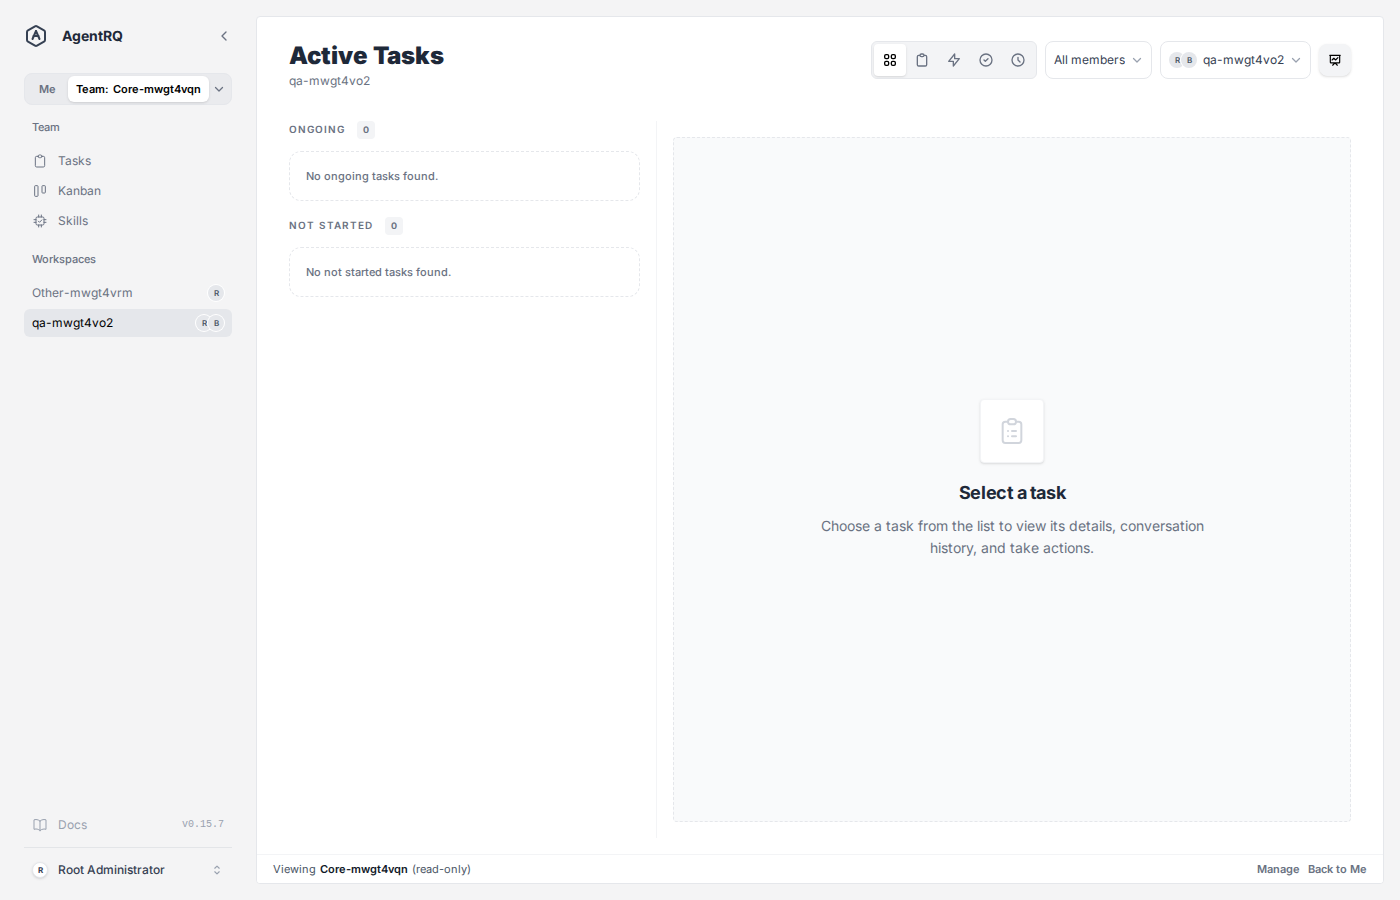 AgentRQ
Me
Team: Core-mwgt4vqn
Team
Tasks
Kanban
Skills
Workspaces
Other-mwgt4vrm
R
qa-mwgt4vo2
R B
Docs
v0.15.7
R
Root Administrator
Active Tasks
qa-mwgt4vo2
All members
R B
qa-mwgt4vo2
ONGOING 0
No ongoing tasks found.
NOT STARTED 0
No not started tasks found.
Select a task
Choose a task from the list to view its details, conversation
history, and take actions.
Viewing Core-mwgt4vqn (read-only)
Manage
Back to Me